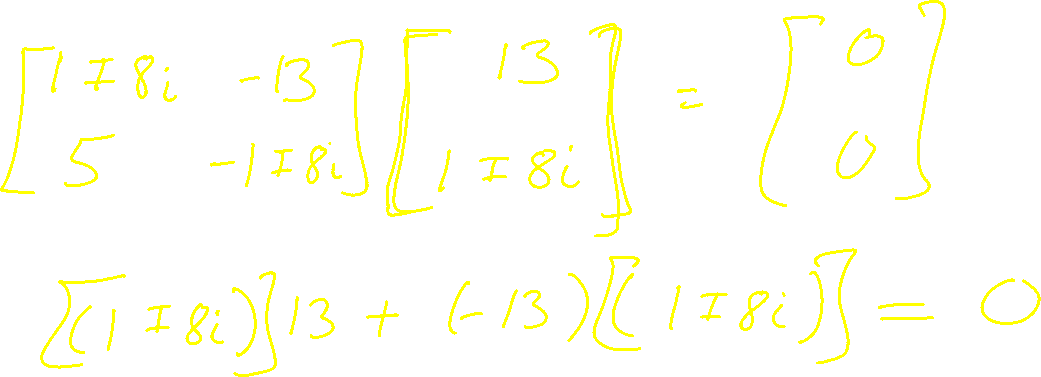 [1 ∓ 8i -13] [13] = [0]
[5 -1 ∓ 8i] [1 ∓ 8i] [0]
[(1 ∓ 8i)]13 + (-13)[(1 ∓ 8i)] = 0